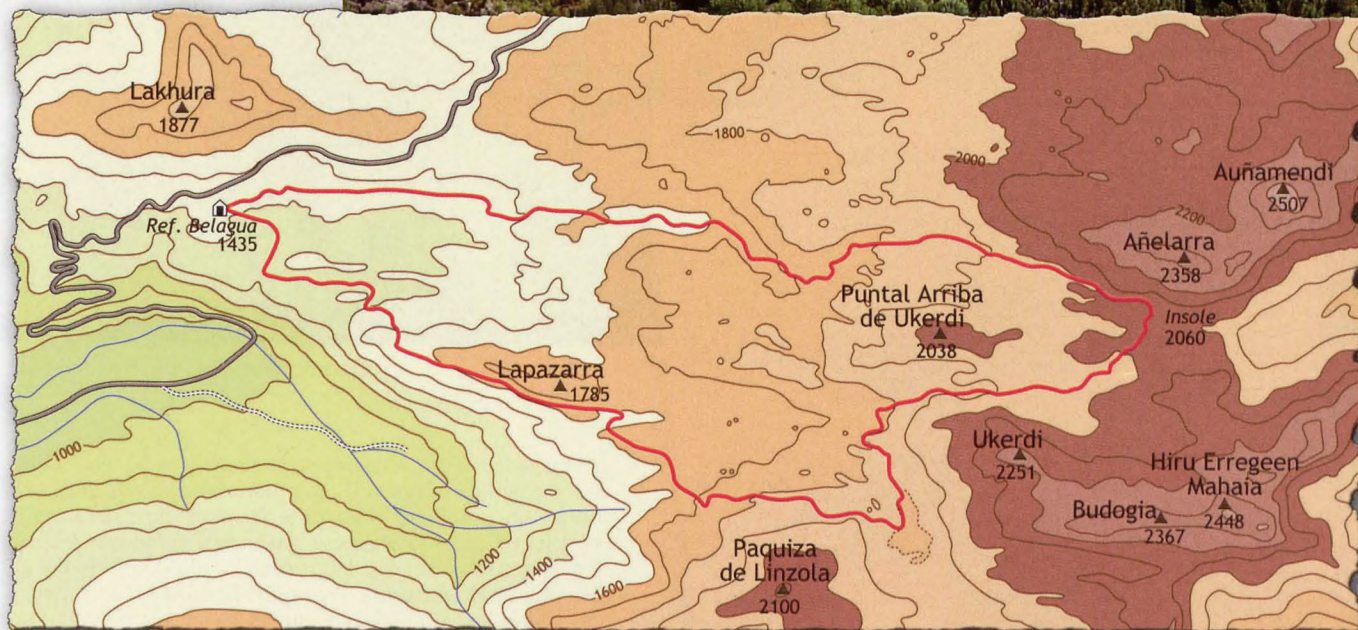 Lakhura
1877
1800
2000
Auñamendi
2507
2200
Añelarra
2358
Ref. Belagua
1435
Puntal Arriba
de Ukerdi
2038
Insole
2060
Lapazarra
1785
1000
Ukerdi
2251
Hiru Erregeen
Mahaia
2448
Budogia
2367
1200
1400
1600
Paquiza
de Linzola
2100